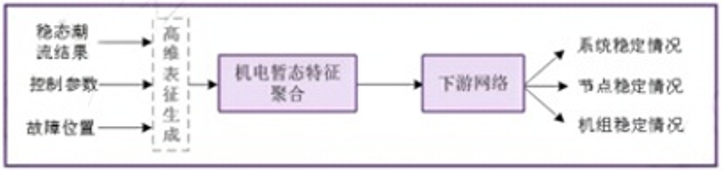 稳态潮
流结果
控制参数
故障位置
高维表征生成
机电暂态特征
聚合
下游网络
系统稳定情况
节点稳定情况
机组稳定情况